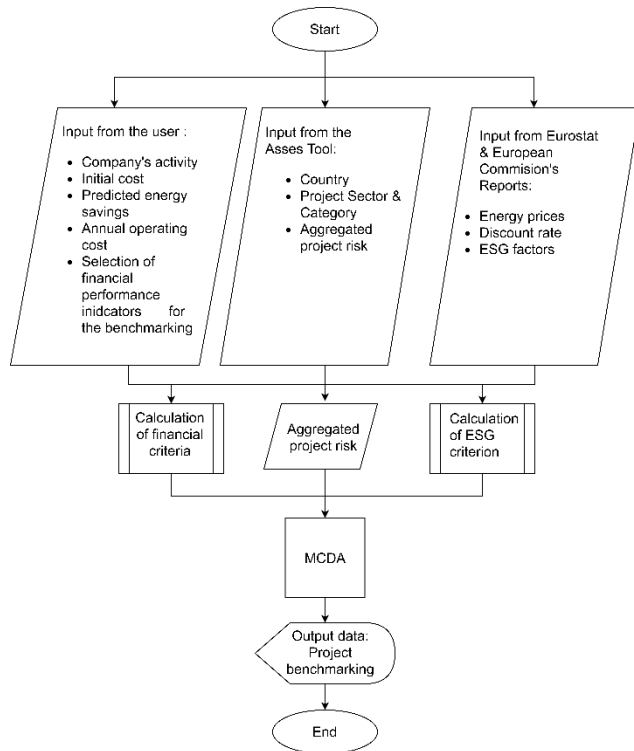 Start
Input from the user :
• Company's activity
• Initial cost
• Predicted energy
savings
• Annual operating
cost
• Selection of
financial
performance
inidcators for
the benchmarking
Input from the
Asses Tool:
• Country
• Project Sector &
Category
• Aggregated
project risk
Input from Eurostat
& European
Commision's
Reports:
• Energy prices
• Discount rate
• ESG factors
Calculation
of financial
criteria
Aggregated
project risk
Calculation
of ESG
criterion
MCDA
Output data:
Project
benchmarking
End